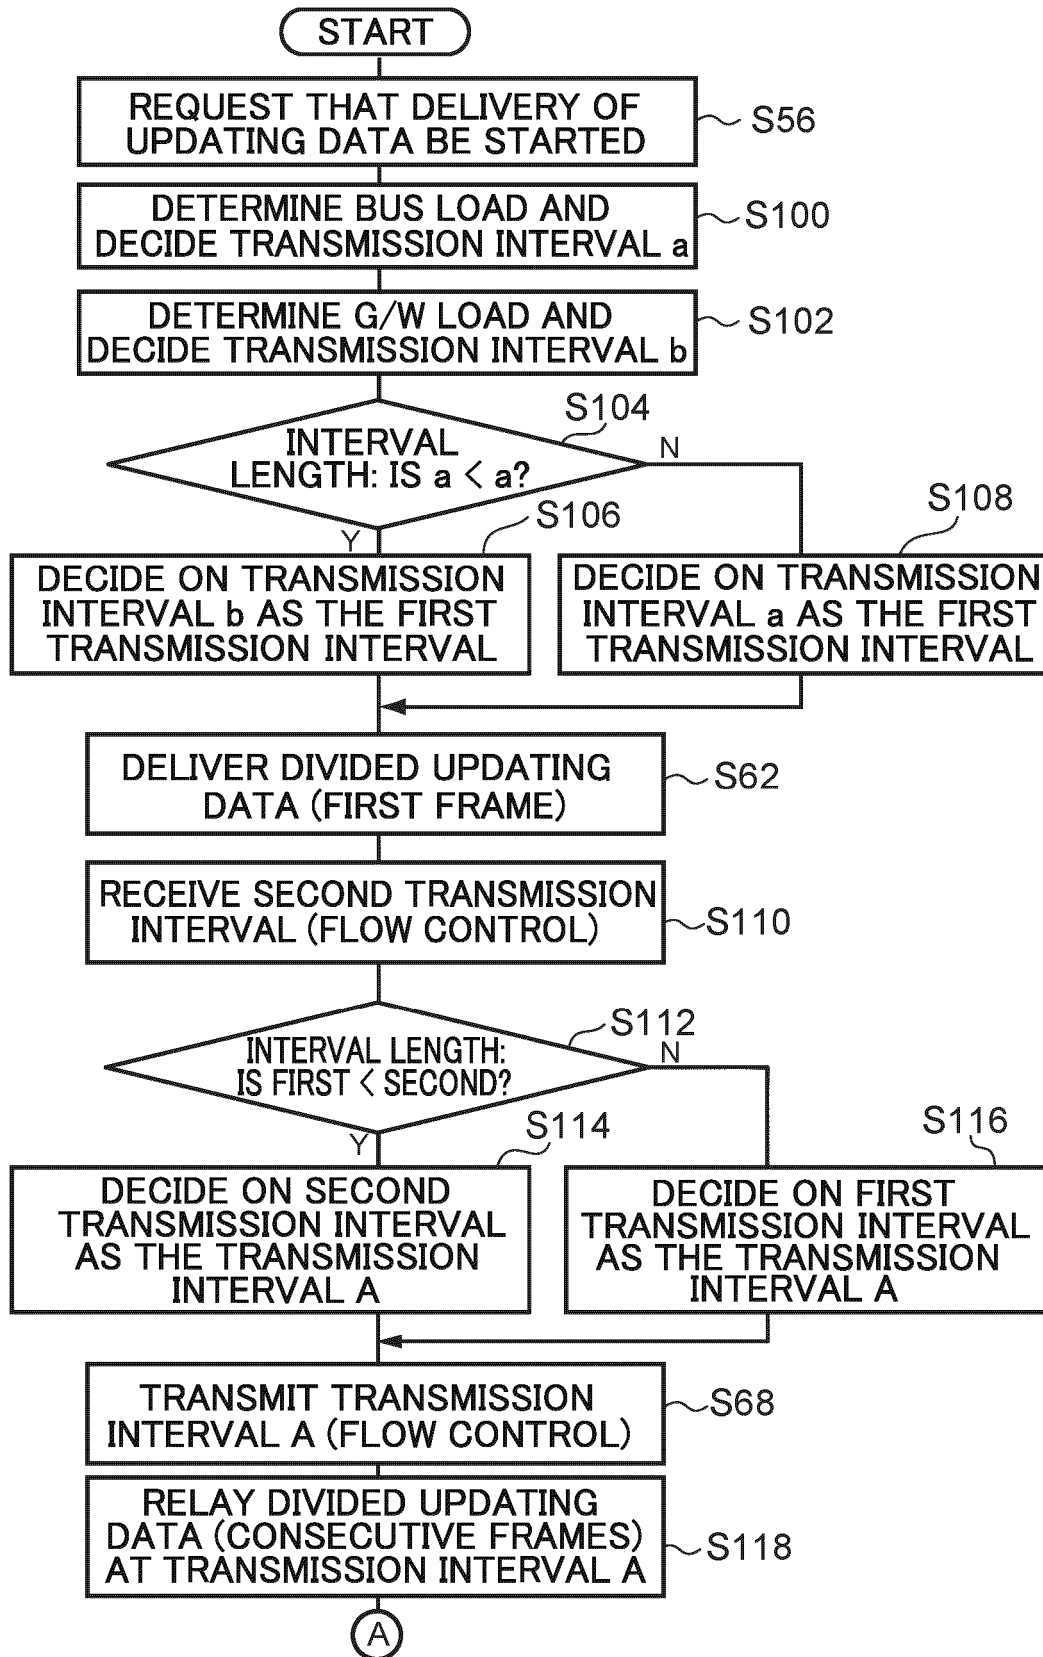 START
REQUEST THAT DELIVERY OF
UPDATING DATA BE STARTED
S56
DETERMINE BUS LOAD AND
DECIDE TRANSMISSION INTERVAL a
S100
DETERMINE G/W LOAD AND
DECIDE TRANSMISSION INTERVAL b
S102
INTERVAL
LENGTH: IS a < a?
S104
N
Y
S106
DECIDE ON TRANSMISSION
INTERVAL b AS THE FIRST
TRANSMISSION INTERVAL
S108
DECIDE ON TRANSMISSION
INTERVAL a AS THE FIRST
TRANSMISSION INTERVAL
DELIVER DIVIDED UPDATING
DATA (FIRST FRAME)
S62
RECEIVE SECOND TRANSMISSION
INTERVAL (FLOW CONTROL)
S110
INTERVAL LENGTH:
IS FIRST < SECOND?
S112
N
Y
S114
DECIDE ON SECOND
TRANSMISSION INTERVAL
AS THE TRANSMISSION
INTERVAL A
S116
DECIDE ON FIRST
TRANSMISSION INTERVAL
AS THE TRANSMISSION
INTERVAL A
TRANSMIT TRANSMISSION
INTERVAL A (FLOW CONTROL)
S68
RELAY DIVIDED UPDATING
DATA (CONSECUTIVE FRAMES)
AT TRANSMISSION INTERVAL A
S118
A